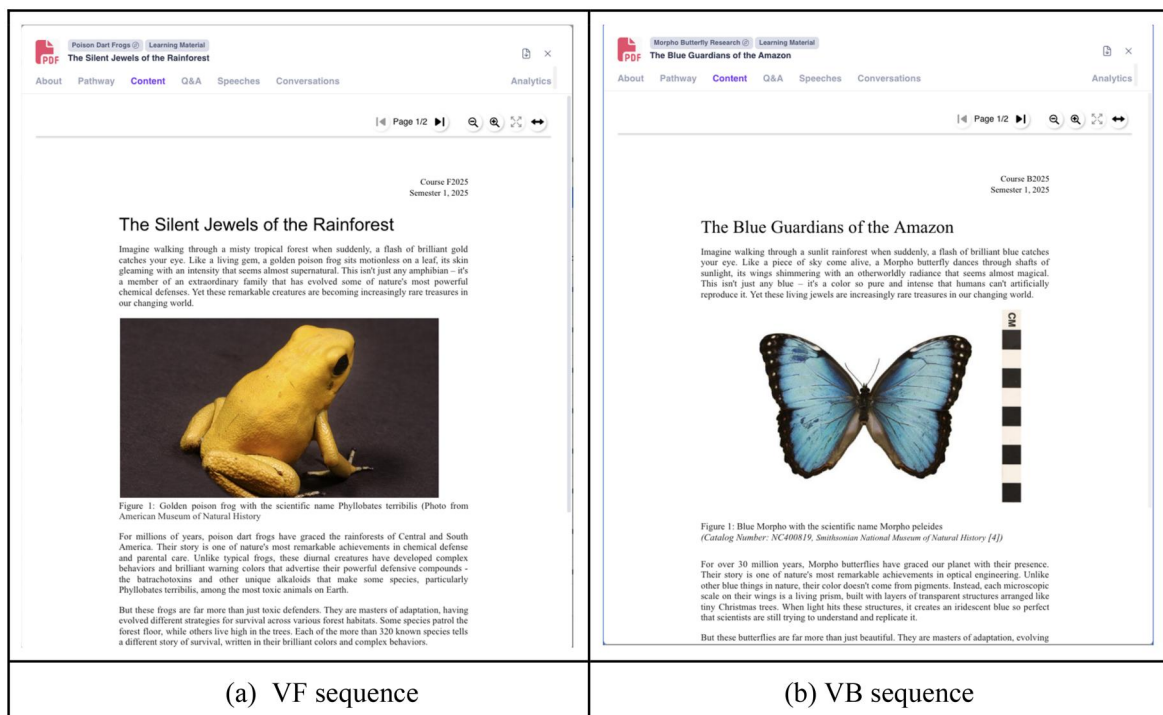 PDF
Poison Dart Frogs
Learning Material
The Silent Jewels of the Rainforest
About Pathway Content Q&A Speeches Conversations Analytics
Page 1/2
Course F2025
Semester 1, 2025
The Silent Jewels of the Rainforest
Imagine walking through a misty tropical forest when suddenly, a flash of brilliant gold
catches your eye. Like a living gem, a golden poison frog sits motionless on a leaf, its skin
gleaming with an intensity that seems almost supernatural. This isn't just any amphibian – it's
a member of an extraordinary family that has evolved some of nature's most powerful
chemical defenses. Yet these remarkable creatures are becoming increasingly rare treasures in
our changing world.
Figure 1: Golden poison frog with the scientific name Phyllobates terribilis (Photo from
American Museum of Natural History
For millions of years, poison dart frogs have graced the rainforests of Central and South
America. Their story is one of nature's most remarkable achievements in chemical defense
and parental care. Unlike typical frogs, these diurnal creatures have developed complex
behaviors and brilliant warning colors that advertise their powerful defensive compounds -
the batrachotoxins and other unique alkaloids that make some species, particularly
Phyllobates terribilis, among the most toxic animals on Earth.
But these frogs are far more than just toxic defenders. They are masters of adaptation, having
evolved different strategies for survival across various forest habitats. Some species patrol the
forest floor, while others live high in the trees. Each of the more than 320 known species tells
a different story of survival, written in their brilliant colors and complex behaviors.
(a) VF sequence
PDF
Morpho Butterfly Research
Learning Material
The Blue Guardians of the Amazon
About Pathway Content Q&A Speeches Conversations Analytics
Page 1/2
Course B2025
Semester 1, 2025
The Blue Guardians of the Amazon
Imagine walking through a sunlit rainforest when suddenly, a flash of brilliant blue catches
your eye. Like a piece of sky come alive, a Morpho butterfly dances through shafts of
sunlight, its wings shimmering with an otherworldly radiance that seems almost magical.
This isn't just any blue – it's a color so pure and intense that humans can't artificially
reproduce it. Yet these living jewels are increasingly rare treasures in our changing world.
CM
Figure 1: Blue Morpho with the scientific name Morpho peleides
(Catalog Number: NC400819, Smithsonian National Museum of Natural History [4])
For over 30 million years, Morpho butterflies have graced our planet with their presence.
Their story is one of nature's most remarkable achievements in optical engineering. Unlike
other blue things in nature, their color doesn't come from pigments. Instead, each microscopic
scale on their wings is a living prism, built with layers of transparent structures arranged like
tiny Christmas trees. When light hits these structures, it creates an iridescent blue so perfect
that scientists are still trying to understand and replicate it.
But these butterflies are far more than just beautiful. They are masters of adaptation, evolving
(b) VB sequence